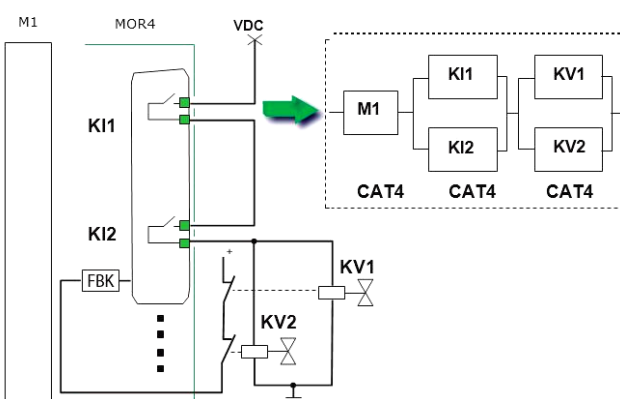 M1
MOR4
VDC
KI1
KI2
FBK
+
KV1
KV2
M1
KI1
KI2
KV1
KV2
CAT4 CAT4 CAT4